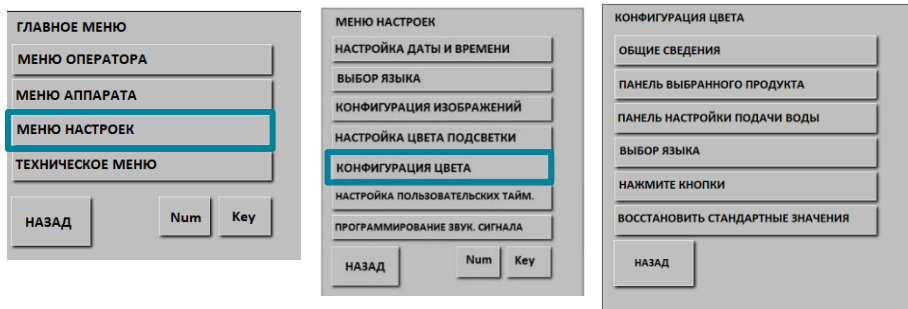 ГЛАВНОЕ МЕНЮ
МЕНЮ ОПЕРАТОРА
МЕНЮ АППАРАТА
МЕНЮ НАСТРОЕК
ТЕХНИЧЕСКОЕ МЕНЮ
НАЗАД
Num
Key
МЕНЮ НАСТРОЕК
НАСТРОЙКА ДАТЫ И ВРЕМЕНИ
ВЫБОР ЯЗЫКА
КОНФИГУРАЦИЯ ИЗОБРАЖЕНИЙ
НАСТРОЙКА ЦВЕТА ПОДСВЕТКИ
КОНФИГУРАЦИЯ ЦВЕТА
НАСТРОЙКА ПОЛЬЗОВАТЕЛЬСКИХ ТАЙМ.
ПРОГРАММИРОВАНИЕ ЗВУК. СИГНАЛА
НАЗАД
Num
Key
КОНФИГУРАЦИЯ ЦВЕТА
ОБЩИЕ СВЕДЕНИЯ
ПАНЕЛЬ ВЫБРАННОГО ПРОДУКТА
ПАНЕЛЬ НАСТРОЙКИ ПОДАЧИ ВОДЫ
ВЫБОР ЯЗЫКА
НАЖМИТЕ КНОПКИ
ВОССТАНОВИТЬ СТАНДАРТНЫЕ ЗНАЧЕНИЯ
НАЗАД